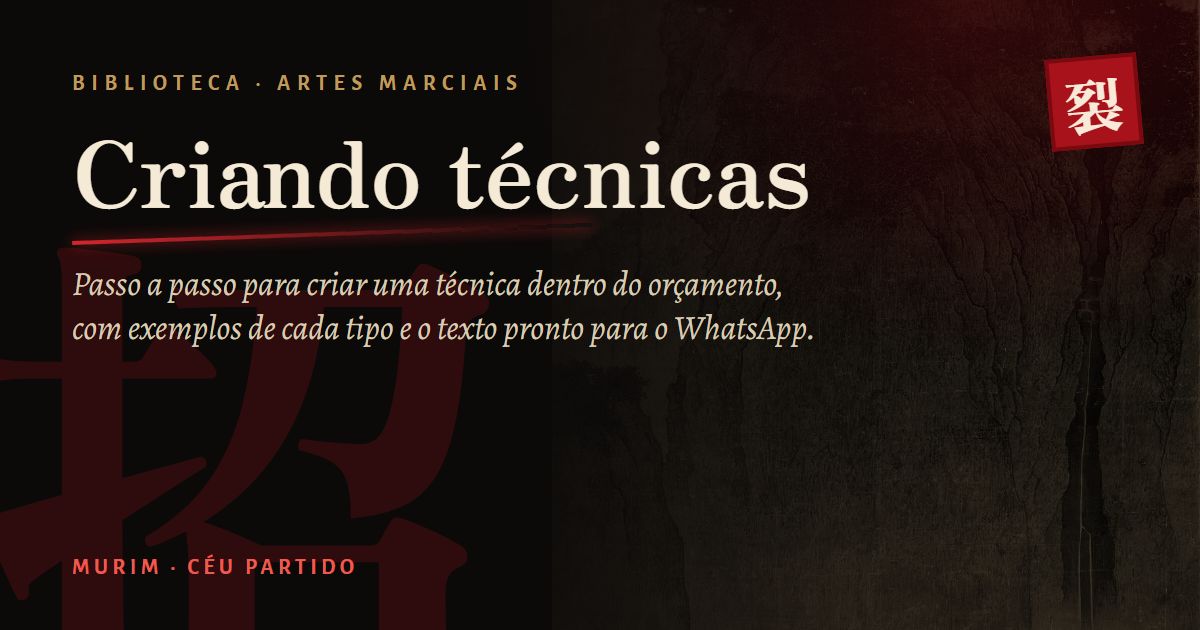 BIBLIOTECA · ARTES MARCIAIS
裂
Criando técnicas
Passo a passo para criar uma técnica dentro do orçamento,
com exemplos de cada tipo e o texto pronto para o WhatsApp.
招
MURIM · CÉU PARTIDO